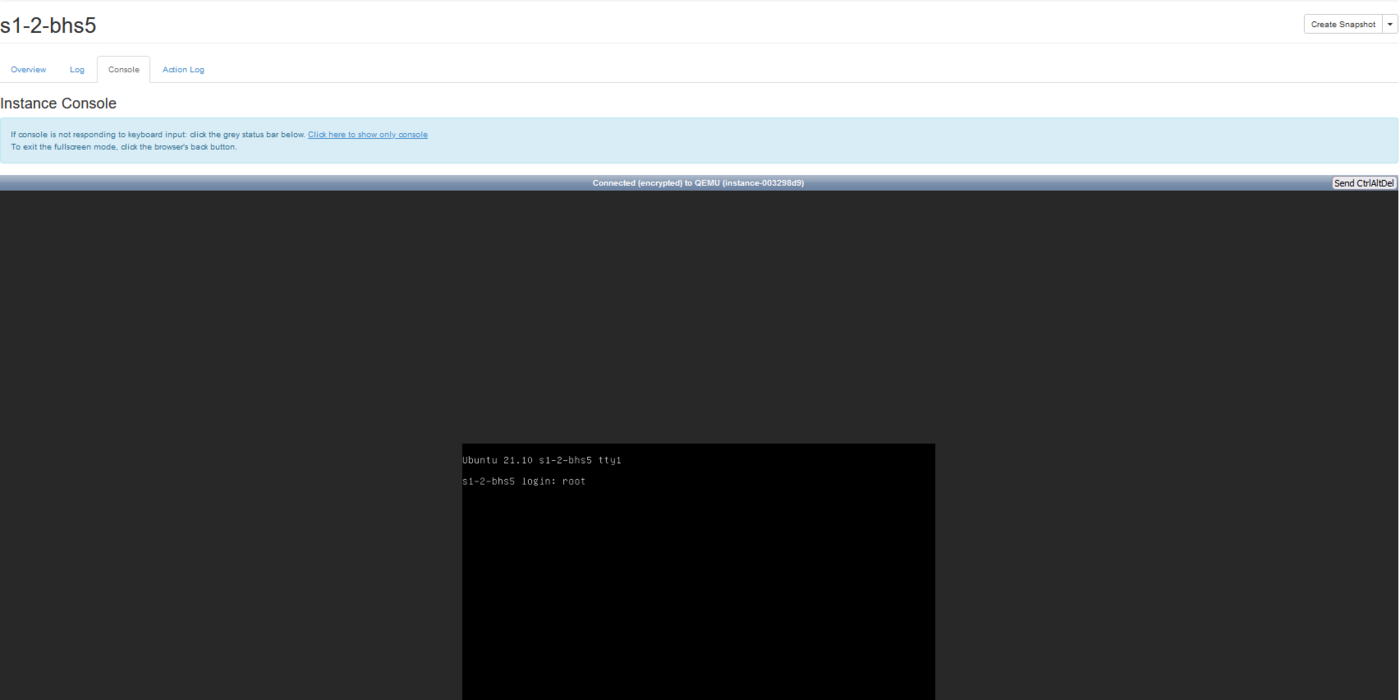 s1-2-bhs5
Create Snapshot
Overview Log Console Action Log
Instance Console
If console is not responding to keyboard input: click the grey status bar below. Click here to show only console
To exit the fullscreen mode, click the browser's back button.
Connected (encrypted) to QEMU (instance-003298d9)
Send CtrlAltDel
Ubuntu 21.10 s1-2-bhs5 tty1
s1-2-bhs5 login: root